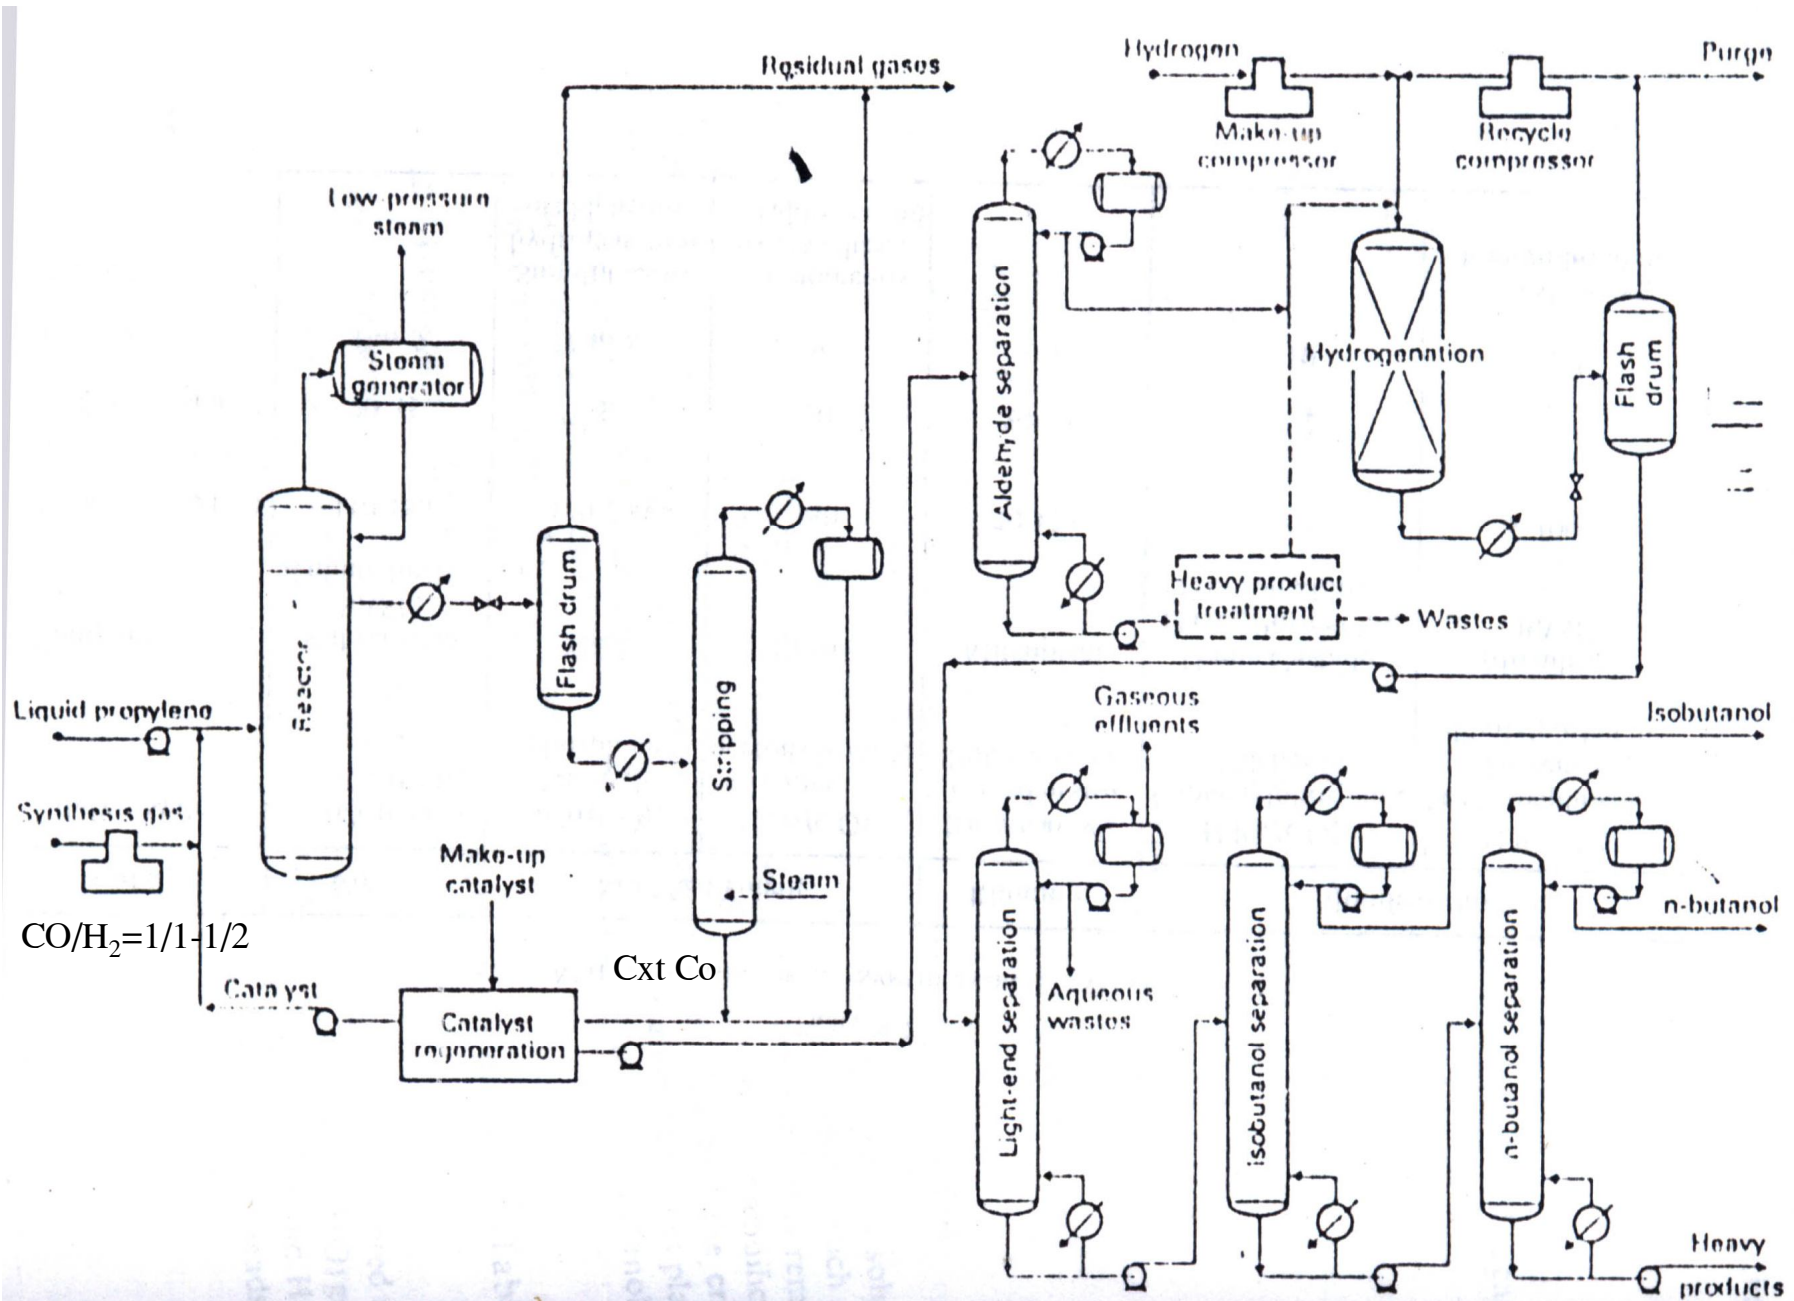 Residual gases
Hydrogen
Purge
Make-up
compressor
Recycle
compressor
Low-pressure
steam
Steam
generator
Aldehyde separation
Hydrogenation
Flash
drum
Reactor
Flash drum
Stripping
Heavy product
treatment
Wastes
Liquid propylene
Synthesis gas
CO/H2=1/1-1/2
Make-up
catalyst
Steam
Cxt Co
Catalyst
Catalyst
regeneration
Gaseous
effluents
Isobutanol
n-butanol
Light-end separation
Aqueous
wastes
isobutanol separation
n-butanol separation
Heavy
products